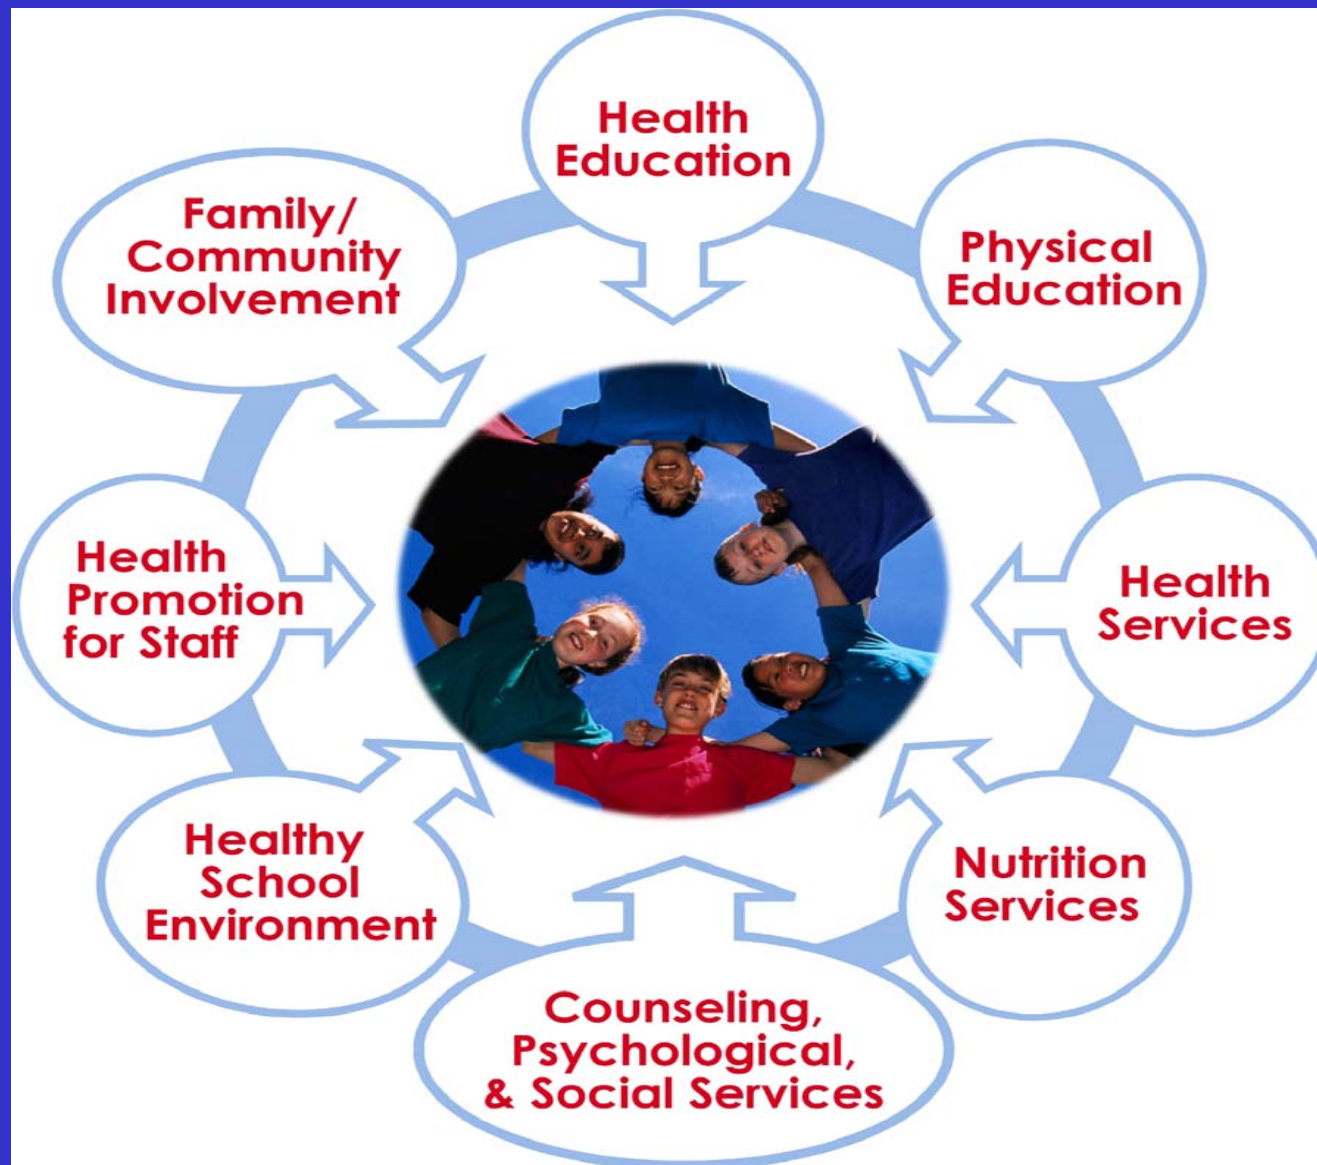 Health
Education
Physical
Education
Health
Services
Nutrition
Services
Counseling,
Psychological,
& Social Services
Healthy
School
Environment
Health
Promotion
for Staff
Family/
Community
Involvement